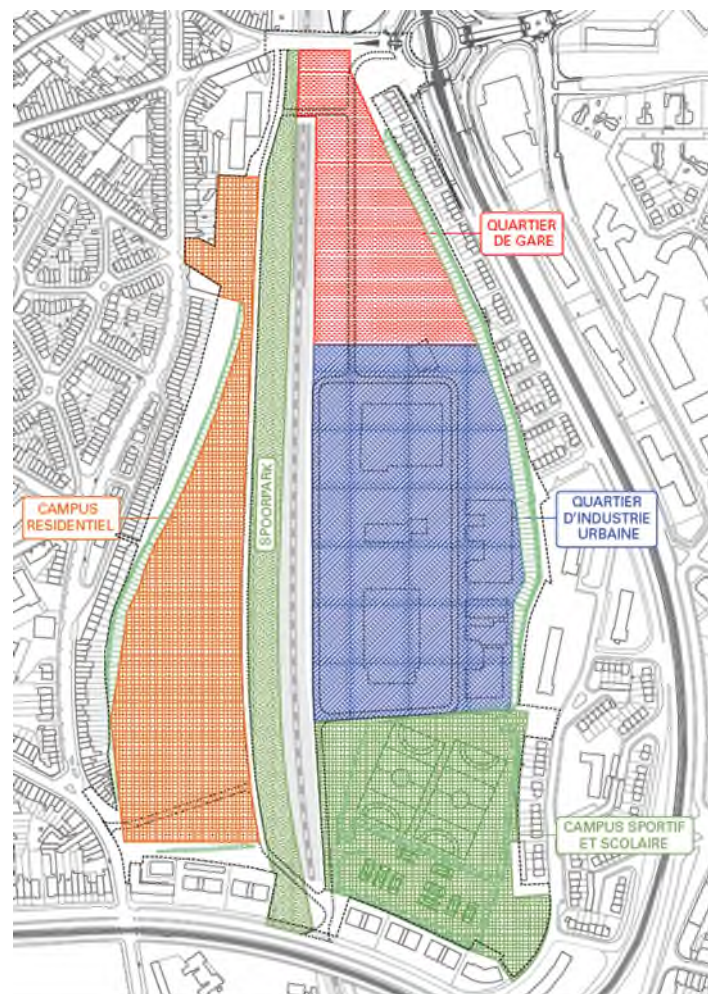 QUARTIER
DE GARE
CAMPUS
RESIDENTIEL
SPOORPARK
QUARTIER
D'INDUSTRIE
URBAINE
CAMPUS SPORTIF
ET SCOLAIRE